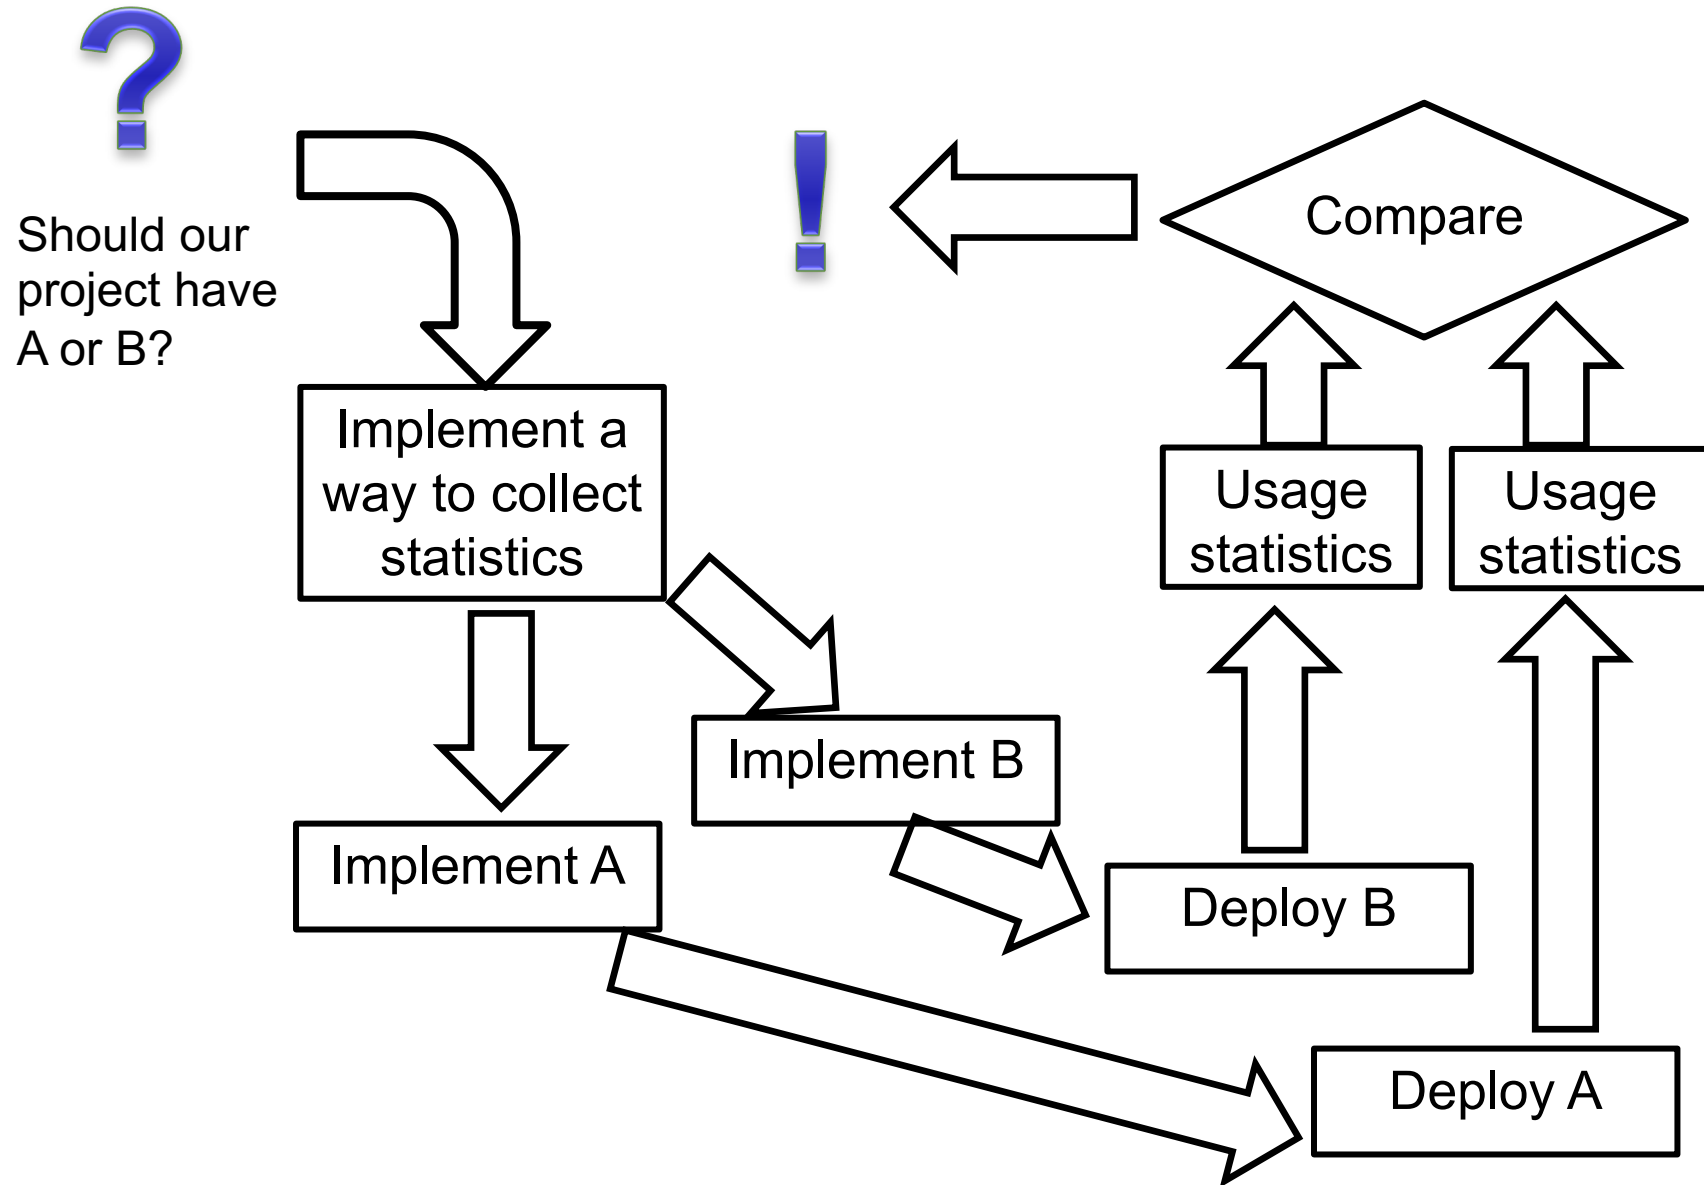 ?
Should our
project have
A or B?
Implement a
way to collect
statistics
Implement A
Implement B
Deploy B
Deploy A
Usage
statistics
Usage
statistics
Compare
!